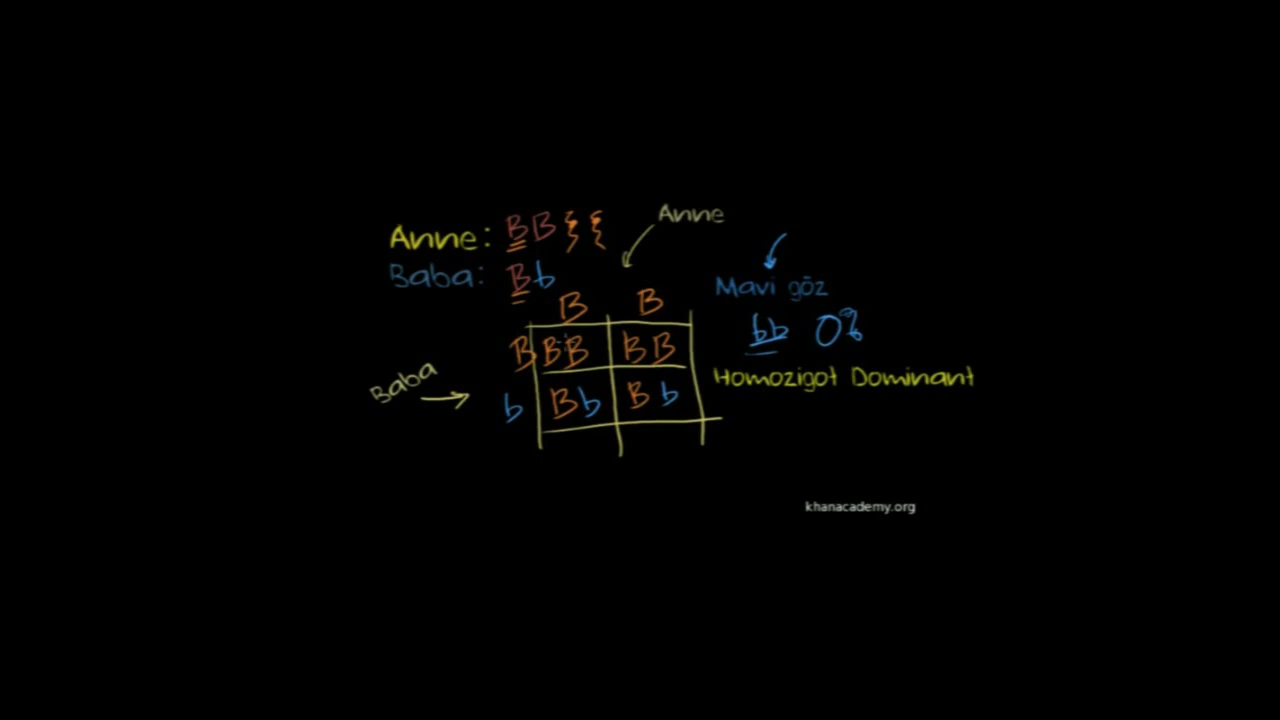 Anne: BB
Baba: Bb
Anne
B B
B BB BB
b Bb Bb
Baba
Mavi göz
bb 0%
Homozigot Dominant
khanacademy.org